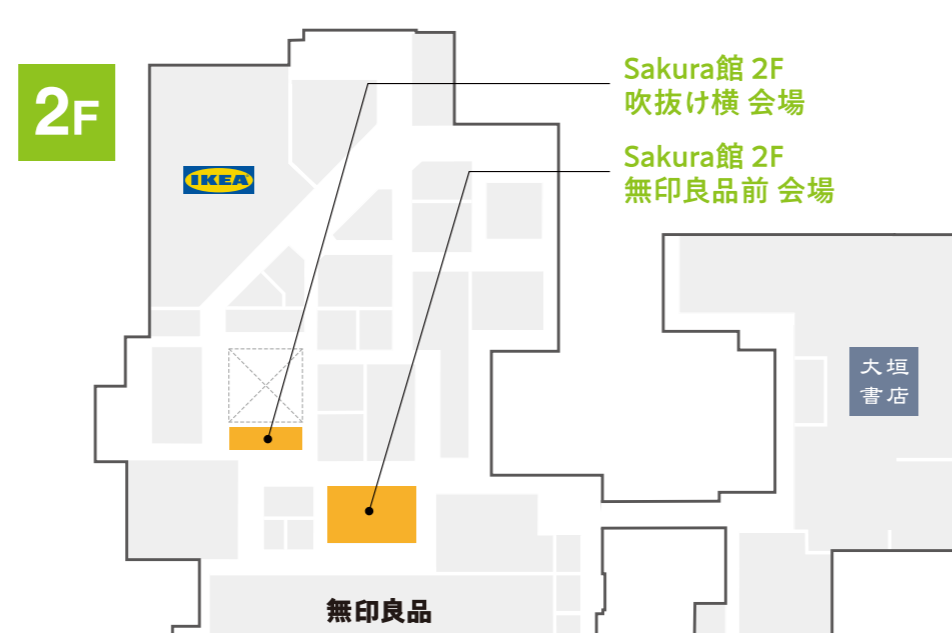 2F
Sakura館 2F
吹抜け横 会場
Sakura館 2F
無印良品前 会場
IKEA
大垣
書店
無印良品